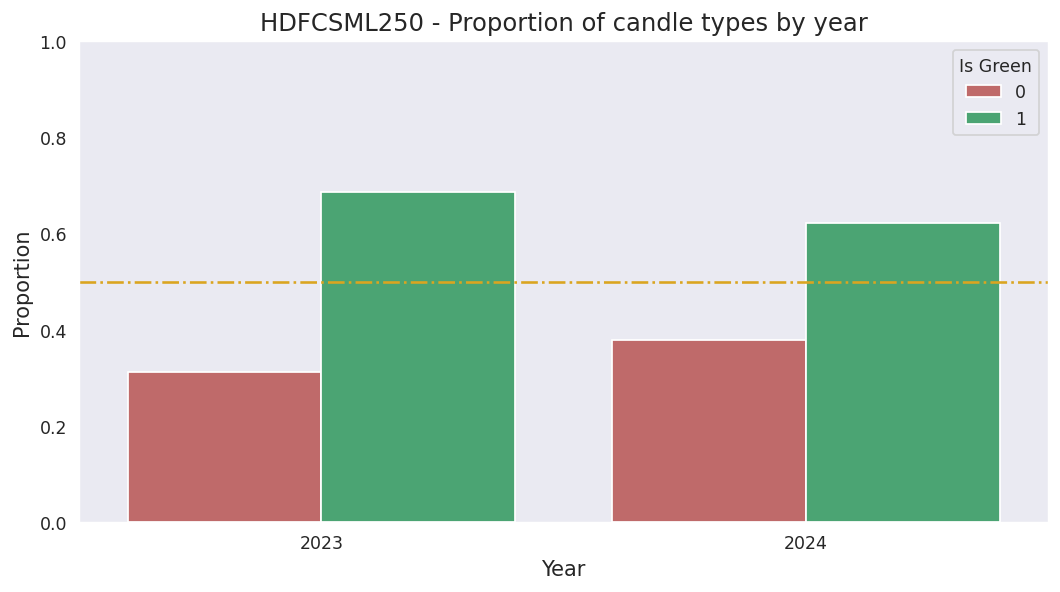 HDFCSML250 - Proportion of candle types by year
Is Green
0
1
Proportion
1.0
0.8
0.6
0.4
0.2
0.0
2023
2024
Year